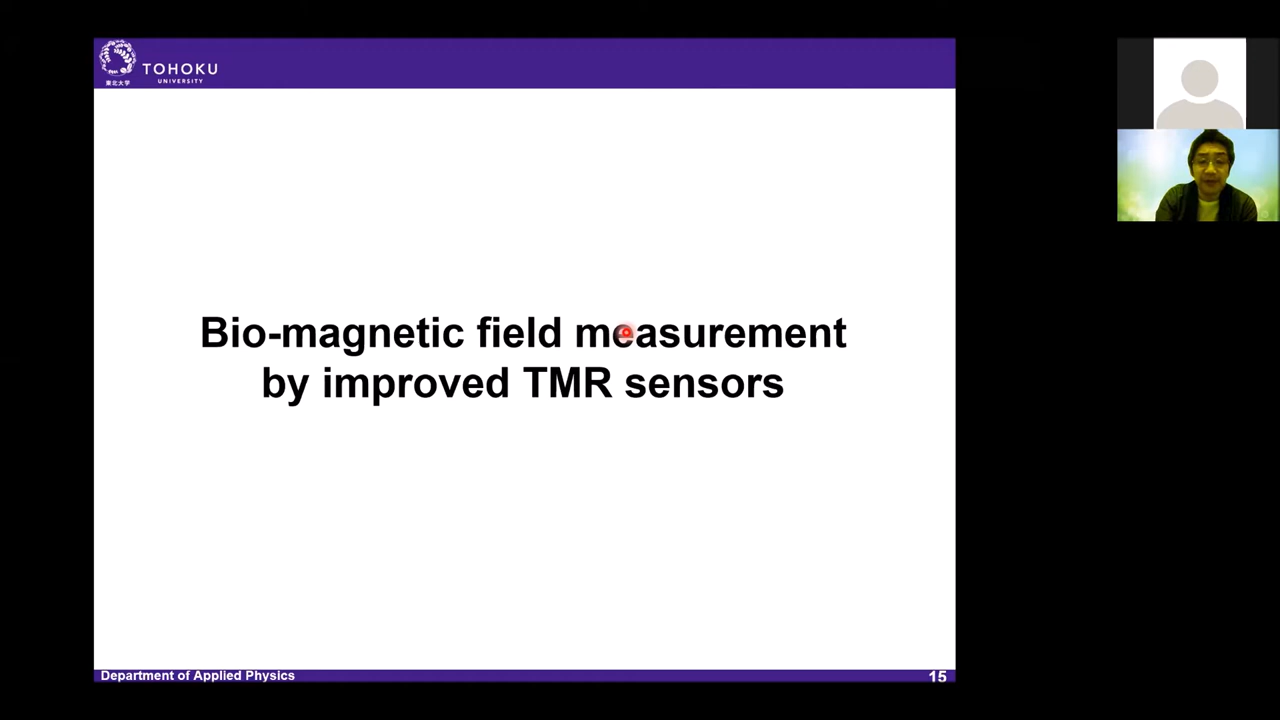 TOHOKU
UNIVERSITY
東北大学
Bio-magnetic field measurement
by improved TMR sensors
Department of Applied Physics
15